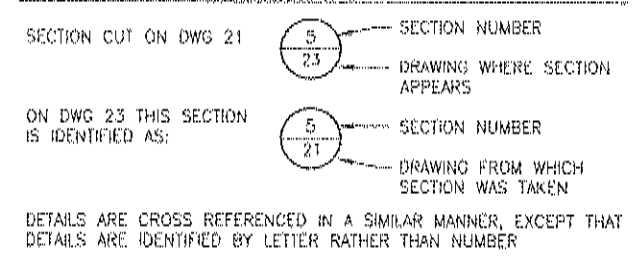 SECTION CUT ON DWG 21
5
23
SECTION NUMBER
DRAWING WHERE SECTION
APPEARS
ON DWG 23 THIS SECTION
IS IDENTIFIED AS:
5
21
SECTION NUMBER
DRAWING FROM WHICH
SECTION WAS TAKEN
DETAILS ARE CROSS REFERENCED IN A SIMILAR MANNER, EXCEPT THAT
DETAILS ARE IDENTIFIED BY LETTER RATHER THAN NUMBER